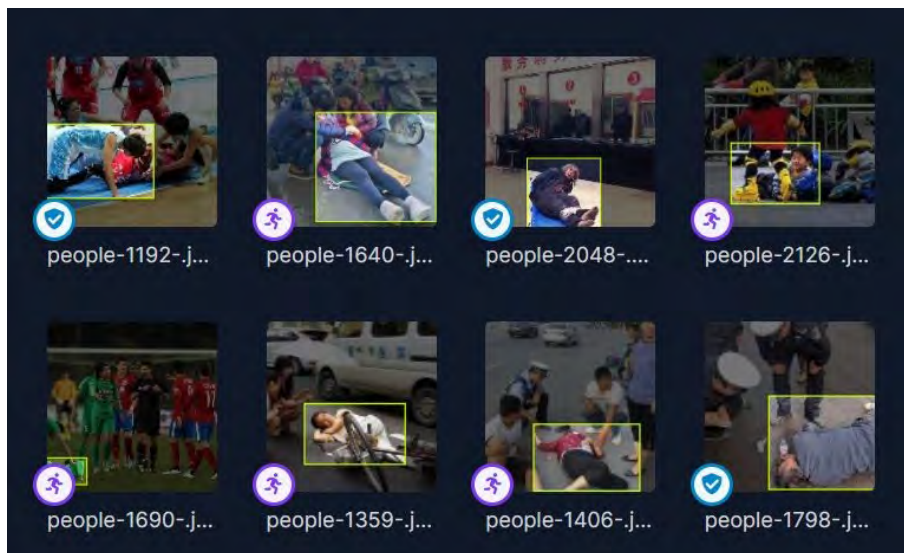 people-1192-.j...
people-1640-.j...
people-2048-....
people-2126-.j...
people-1690-.j...
people-1359-.j...
people-1406-.j...
people-1798-.j...